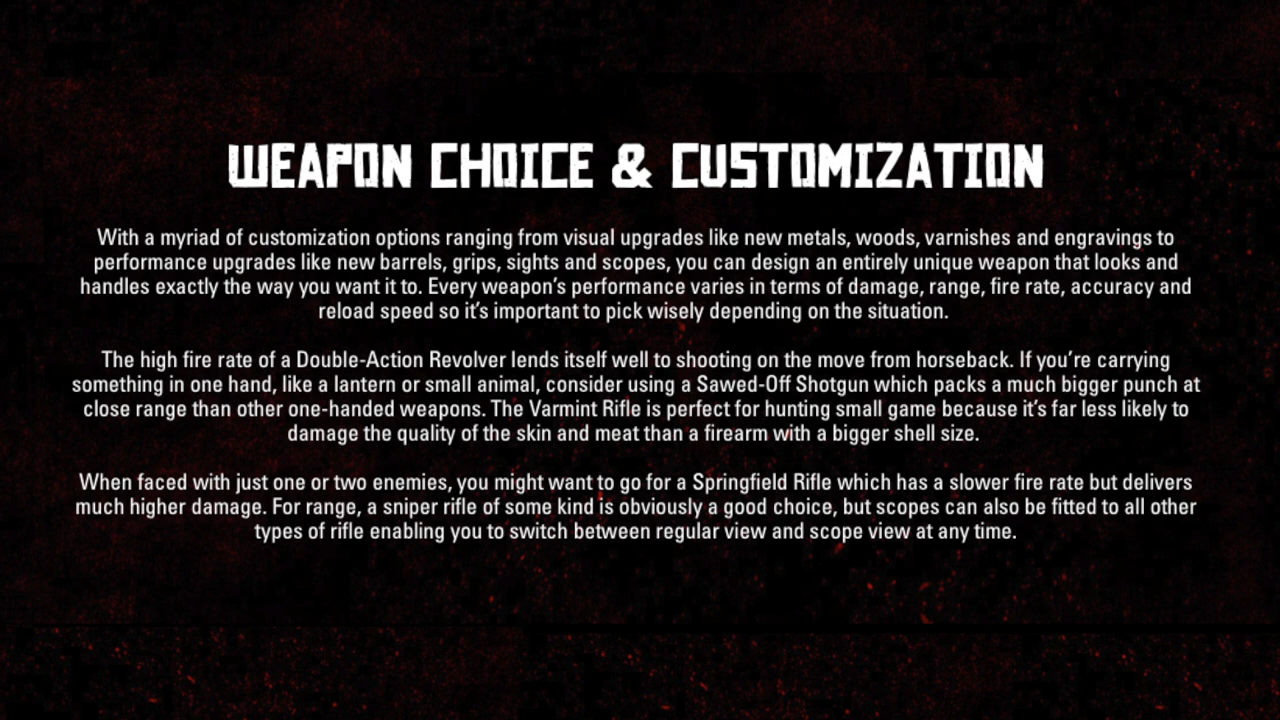 WEAPON CHOICE & CUSTOMIZATION
With a myriad of customization options ranging from visual upgrades like new metals, woods, varnishes and engravings to
performance upgrades like new barrels, grips, sights and scopes, you can design an entirely unique weapon that looks and
handles exactly the way you want it to. Every weapon’s performance varies in terms of damage, range, fire rate, accuracy and
reload speed so it’s important to pick wisely depending on the situation.
The high fire rate of a Double-Action Revolver lends itself well to shooting on the move from horseback. If you’re carrying
something in one hand, like a lantern or small animal, consider using a Sawed-Off Shotgun which packs a much bigger punch at
close range than other one-handed weapons. The Varmint Rifle is perfect for hunting small game because it’s far less likely to
damage the quality of the skin and meat than a firearm with a bigger shell size.
When faced with just one or two enemies, you might want to go for a Springfield Rifle which has a slower fire rate but delivers
much higher damage. For range, a sniper rifle of some kind is obviously a good choice, but scopes can also be fitted to all other
types of rifle enabling you to switch between regular view and scope view at any time.